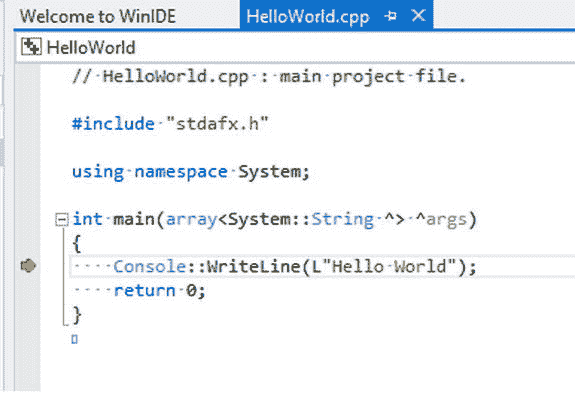 Welcome to WinIDE HelloWorld.cpp
HelloWorld
// HelloWorld.cpp : main project file.
#include "stdafx.h"
using namespace System;
int main(array<System::String ^> ^args)
{
Console::WriteLine(L"Hello World");
return 0;
}